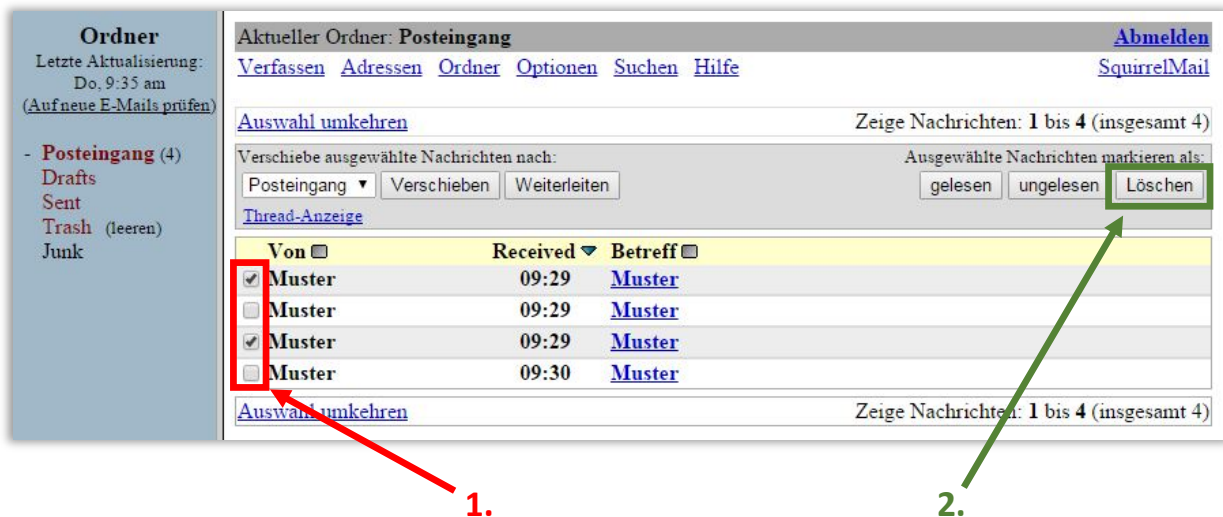 Ordner
Letzte Aktualisierung:
Do, 9:35 am
(Auf neue E-Mails prüfen)
- Posteingang (4)
Drafts
Sent
Trash (leeren)
Junk
Aktueller Ordner: Posteingang Abmelden
Verfassen Adressen Ordner Optionen Suchen Hilfe SquirrelMail
Auswahl umkehren Zeige Nachrichten: 1 bis 4 (insgesamt 4)
Verschiebe ausgewählte Nachrichten nach: Ausgewählte Nachrichten markieren als:
Posteingang Verschieben Weiterleiten gelesen ungelesen Löschen
Thread-Anzeige
Von Received Betreff
Muster 09:29 Muster
Muster 09:29 Muster
Muster 09:29 Muster
Muster 09:30 Muster
Auswahl umkehren Zeige Nachrichten: 1 bis 4 (insgesamt 4)
1. 2.